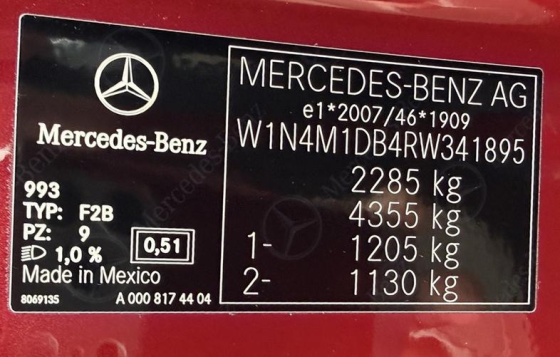 Mercedes-Benz
993
TYP: F2B
PZ: 9
1,0 %
0,51
Made in Mexico
8069135 A 000 817 44 04
MERCEDES-BENZ AG
e1*2007/46*1909
W1N4M1DB4RW341895
2285 kg
4355 kg
1- 1205 kg
2- 1130 kg